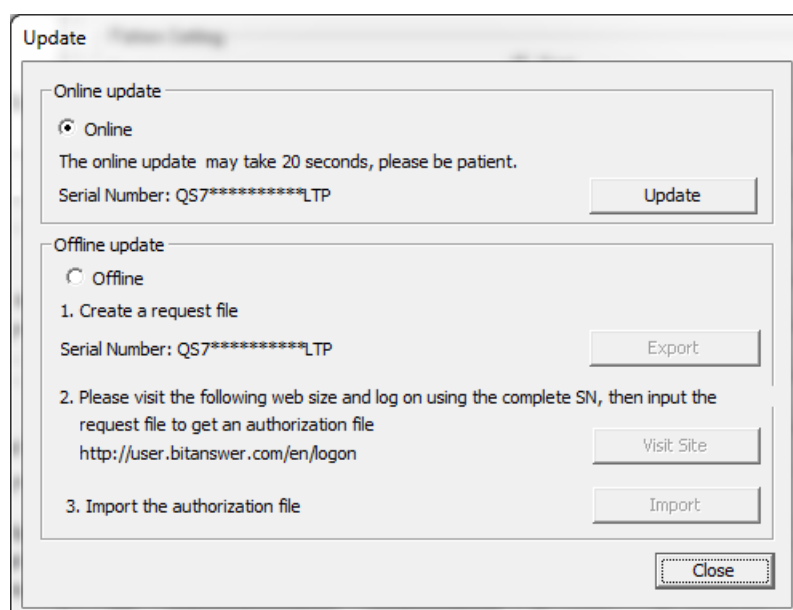 Update
Online update
Online
The online update may take 20 seconds, please be patient.
Serial Number: QS7**********LTP
Update
Offline update
Offline
1. Create a request file
Serial Number: QS7**********LTP
Export
2. Please visit the following web size and log on using the complete SN, then input the
request file to get an authorization file
http://user.bitanswer.com/en/logon
Visit Site
3. Import the authorization file
Import
Close